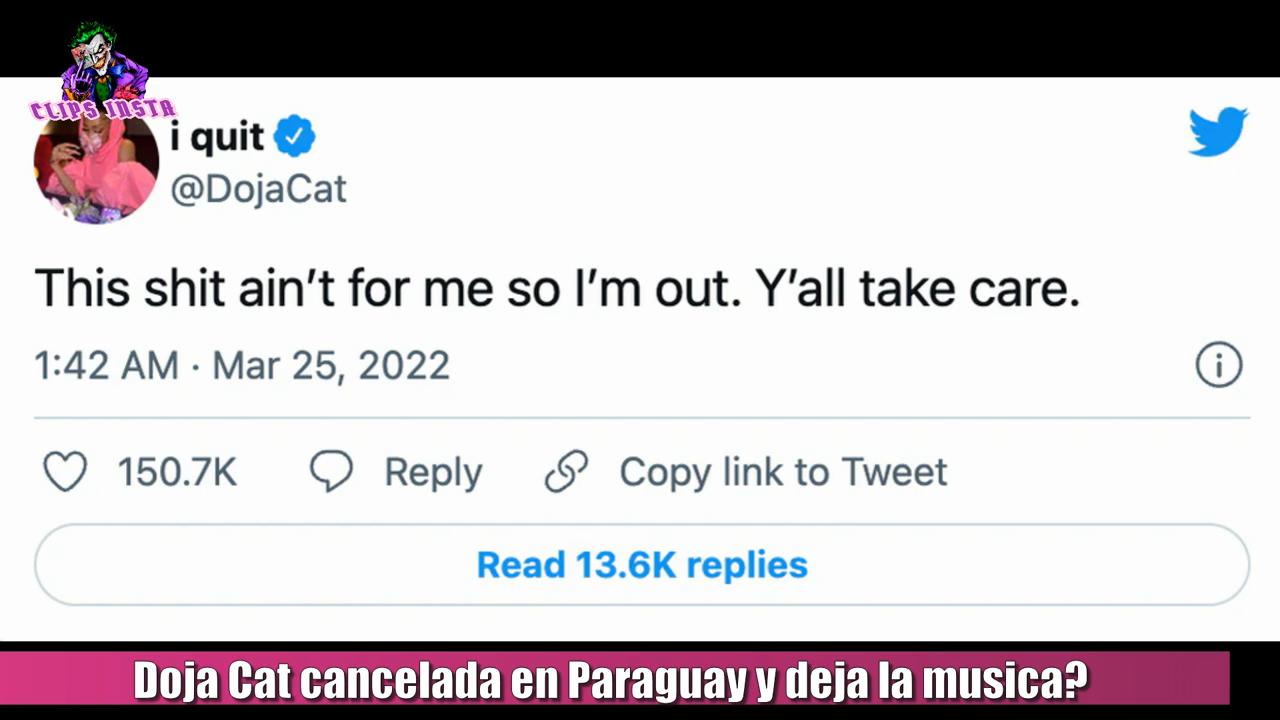 CLIPS INSTA
i quit
@DojaCat
This shit ain't for me so I'm out. Y'all take care.
1:42 AM · Mar 25, 2022
150.7K Reply Copy link to Tweet
Read 13.6K replies
Doja Cat cancelada en Paraguay y deja la musica?